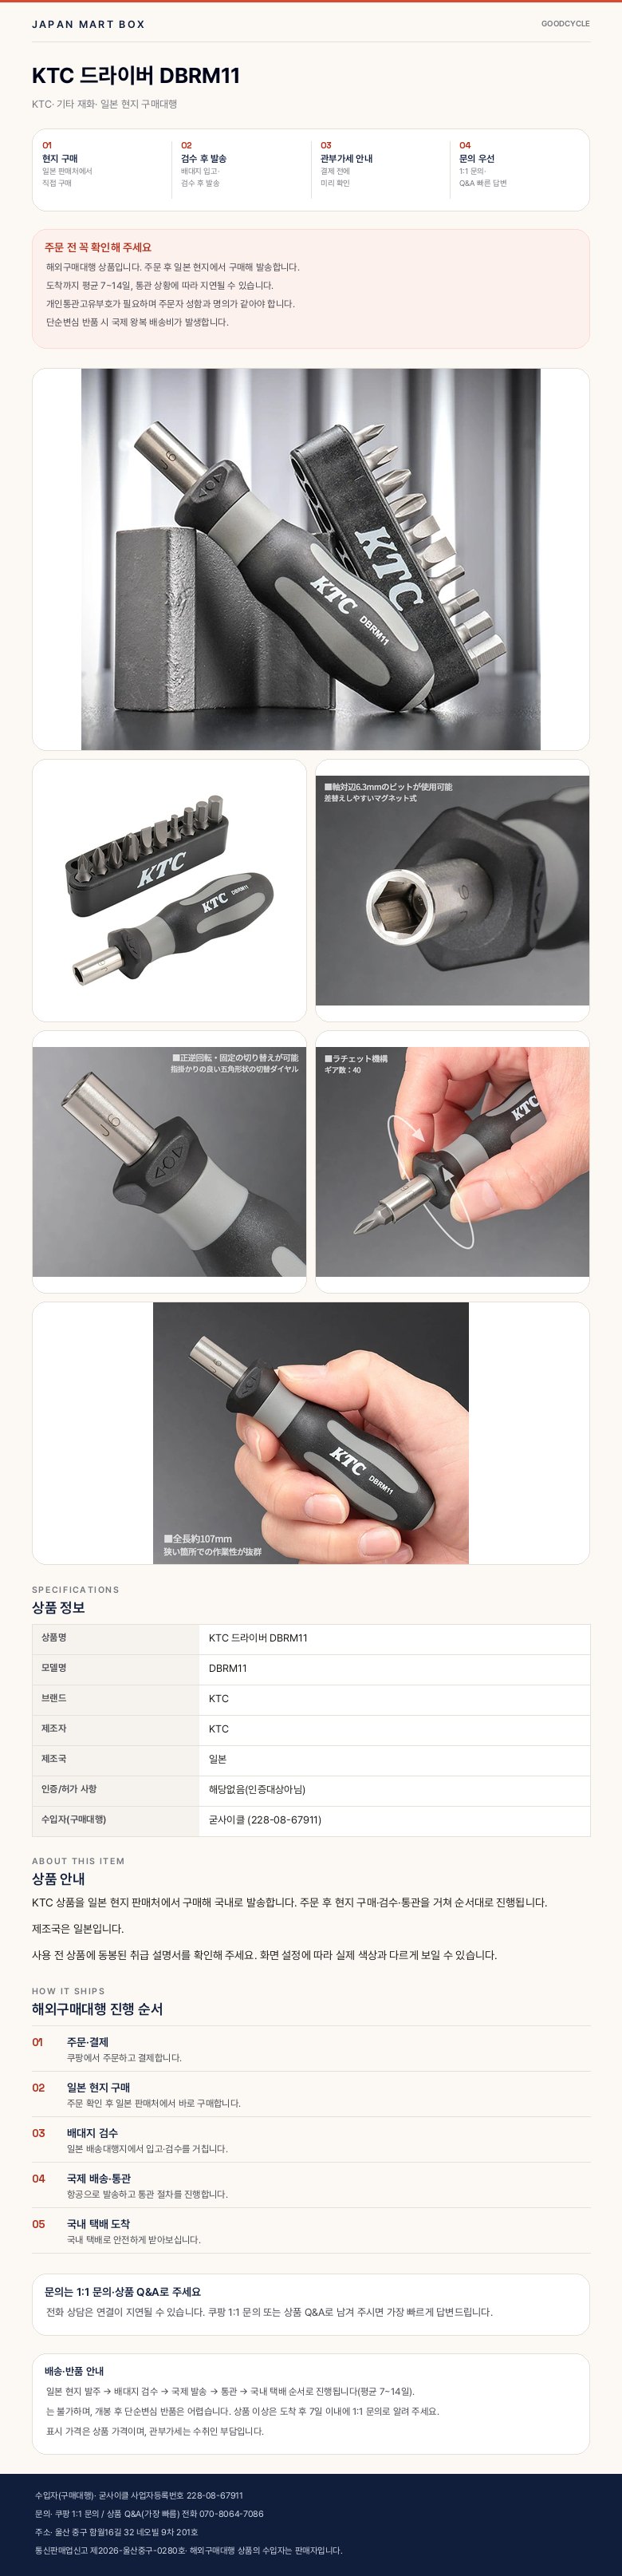 JAPAN MART BOX
GOODCYCLE
KTC 드라이버 DBRM11
KTC· 기타 재화· 일본 현지 구매대행
01
현지 구매
일본 판매처에서
직접 구매
02
검수 후 발송
배대지 입고·
검수 후 발송
03
관부가세 안내
결제 전에
미리 확인
04
문의 우선
1:1 문의·
Q&A 빠른 답변
주문 전 꼭 확인해 주세요
해외구매대행 상품입니다. 주문 후 일본 현지에서 구매해 발송합니다.
도착까지 평균 7~14일, 통관 상황에 따라 지연될 수 있습니다.
개인통관고유부호가 필요하며 주문자 성함과 명의가 같아야 합니다.
단순변심 반품 시 국제 왕복 배송비가 발생합니다.
J6
KTC
KTC DBRM11
KTC
KTC DBRM11
■軸対辺6.3mmのビットが使用可能
差替えしやすいマグネット式
■正逆回転・固定の切り替えが可能
指掛かりの良い五角形状の切替ダイヤル
J6
■ラチェット機構
ギア数：40
KTC
J6
KTC DBRM11
■全長約107mm
狭い箇所での作業性が抜群
SPECIFICATIONS
상품 정보
상품명 KTC 드라이버 DBRM11
모델명 DBRM11
브랜드 KTC
제조자 KTC
제조국 일본
인증/허가 사항 해당없음(인증대상아님)
수입자(구매대행) 굳사이클 (228-08-67911)
ABOUT THIS ITEM
상품 안내
KTC 상품을 일본 현지 판매처에서 구매해 국내로 발송합니다. 주문 후 현지 구매·검수·통관을 거쳐 순서대로 진행됩니다.
제조국은 일본입니다.
사용 전 상품에 동봉된 취급 설명서를 확인해 주세요. 화면 설정에 따라 실제 색상과 다르게 보일 수 있습니다.
HOW IT SHIPS
해외구매대행 진행 순서
01 주문·결제
쿠팡에서 주문하고 결제합니다.
02 일본 현지 구매
주문 확인 후 일본 판매처에서 바로 구매합니다.
03 배대지 검수
일본 배송대행지에서 입고·검수를 거칩니다.
04 국제 배송·통관
항공으로 발송하고 통관 절차를 진행합니다.
05 국내 택배 도착
국내 택배로 안전하게 받아보십니다.
문의는 1:1 문의·상품 Q&A로 주세요
전화 상담은 연결이 지연될 수 있습니다. 쿠팡 1:1 문의 또는 상품 Q&A로 남겨 주시면 가장 빠르게 답변드립니다.
배송·반품 안내
일본 현지 발주 → 배대지 검수 → 국제 발송 → 통관 → 국내 택배 순서로 진행됩니다(평균 7~14일).
는 불가하며, 개봉 후 단순변심 반품은 어렵습니다. 상품 이상은 도착 후 7일 이내에 1:1 문의로 알려 주세요.
표시 가격은 상품 가격이며, 관부가세는 수취인 부담입니다.
수입자(구매대행)· 굳사이클 사업자등록번호 228-08-67911
문의· 쿠팡 1:1 문의 / 상품 Q&A(가장 빠름) 전화 070-8064-7086
주소· 울산 중구 함월16길 32 네오빌 9차 201호
통신판매업신고 제2026-울산중구-0280호· 해외구매대행 상품의 수입자는 판매자입니다.